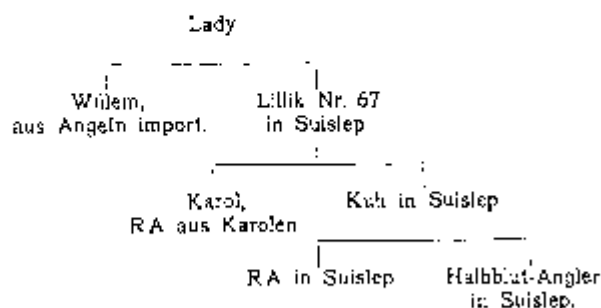 Lady
Willem,
aus Angeln import.
Lillik Nr. 67
in Suislep
Karol,
RA aus Karolen
Kuh in Suislep
RA in Suislep
Halbblut-Angler
in Suislep.